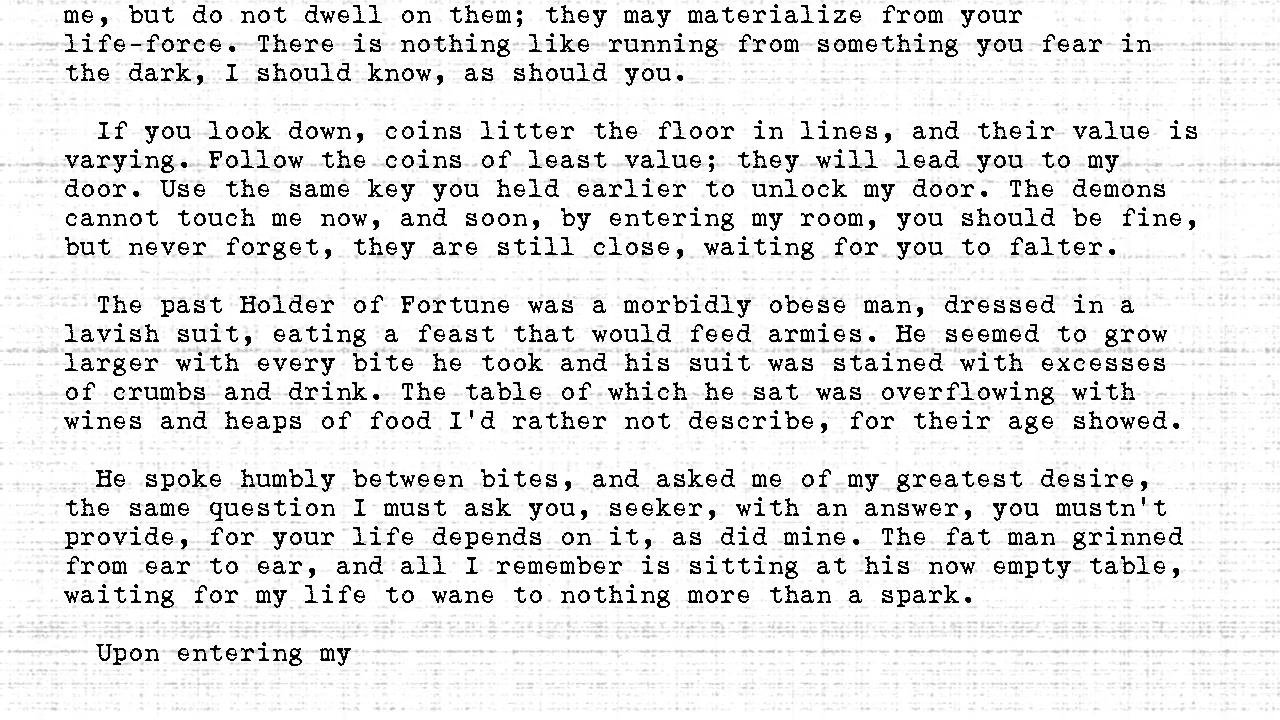 me, but do not dwell on them; they may materialize from your
life-force. There is nothing like running from something you fear in
the dark, I should know, as should you.
If you look down, coins litter the floor in lines, and their value is
varying. Follow the coins of least value; they will lead you to my
door. Use the same key you held earlier to unlock my door. The demons
cannot touch me now, and soon, by entering my room, you should be fine,
but never forget, they are still close, waiting for you to falter.
The past Holder of Fortune was a morbidly obese man, dressed in a
lavish suit, eating a feast that would feed armies. He seemed to grow
larger with every bite he took and his suit was stained with excesses
of crumbs and drink. The table of which he sat was overflowing with
wines and heaps of food I'd rather not describe, for their age showed.
He spoke humbly between bites, and asked me of my greatest desire,
the same question I must ask you, seeker, with an answer, you mustn't
provide, for your life depends on it, as did mine. The fat man grinned
from ear to ear, and all I remember is sitting at his now empty table,
waiting for my life to wane to nothing more than a spark.
Upon entering my